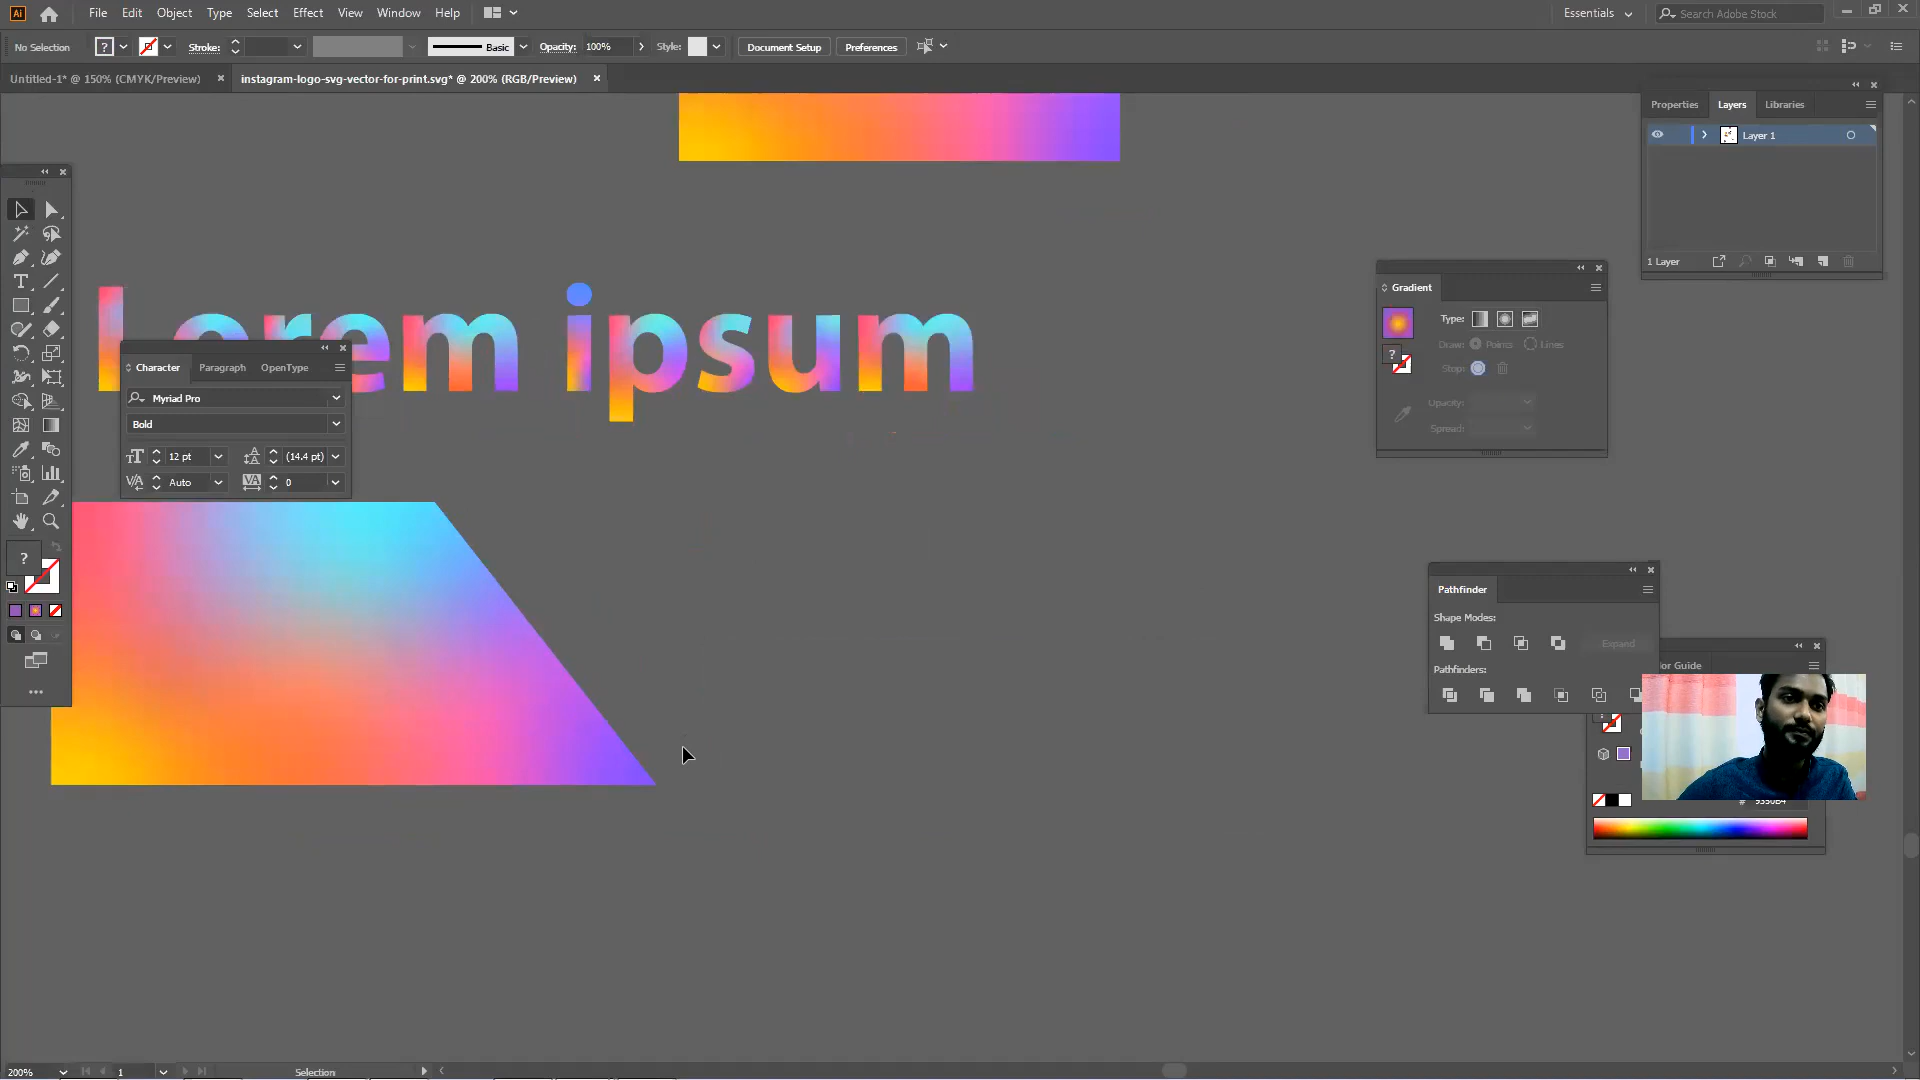 Ai File Edit Object Type Select Effect View Window Help Essentials Search Adobe Stock
No Selection ? Stroke: Basic Opacity: 100% Style: Document Setup Preferences
Untitled-1* @ 150% (CMYK/Preview) × instagram-logo-svg-vector-for-print.svg* @ 200% (RGB/Preview) ×
Properties Layers Libraries
Layer 1
1 Layer
Gradient
Type:
Draw: Points Lines
? Stop:
Opacity:
Spread:
Lorem ipsum
Character Paragraph OpenType
Myriad Pro
Bold
12 pt (14.4 pt)
Auto 0
?
Pathfinder
Shape Modes:
Expand
Pathfinders:
lor Guide
# 9350E4
200% 1 Selection